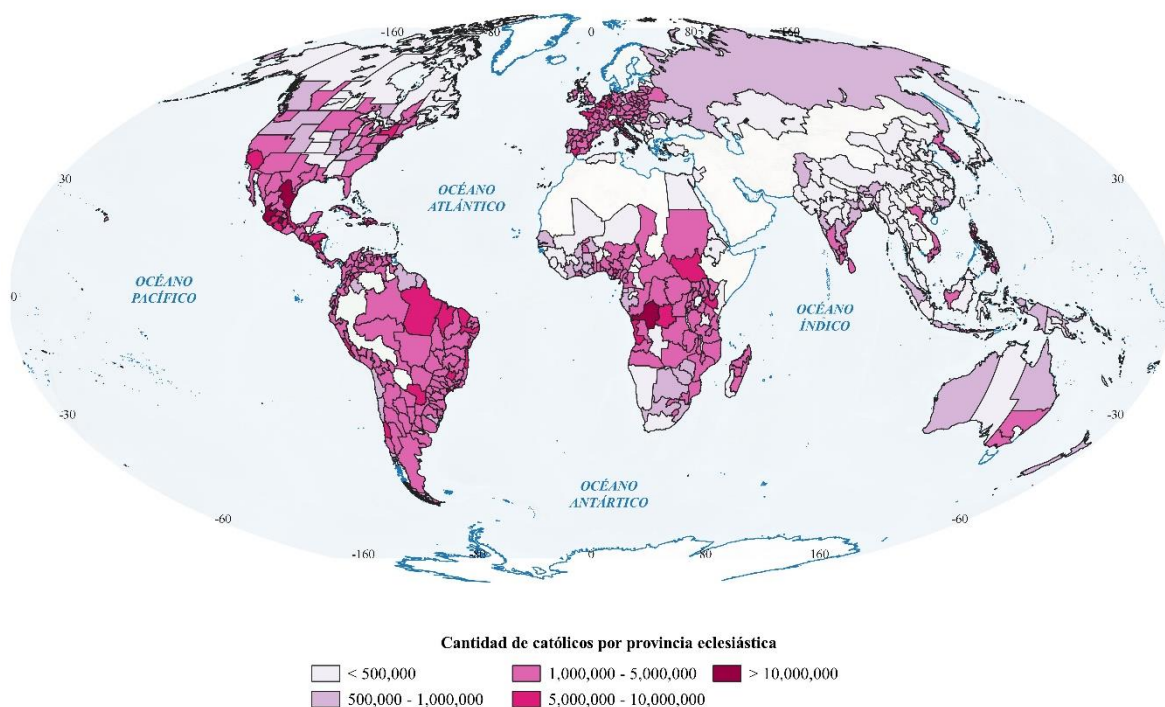 -160 -80 0 80 160
30 30
OCÉANO
ATLÁNTICO
OCÉANO
PACÍFICO
0 0
OCÉANO
ÍNDICO
-30 -30
OCÉANO
ANTÁRTICO
-60 -60
-160 -80 0 80 160
Cantidad de católicos por provincia eclesiástica
< 500,000 1,000,000 - 5,000,000 > 10,000,000
500,000 - 1,000,000 5,000,000 - 10,000,000